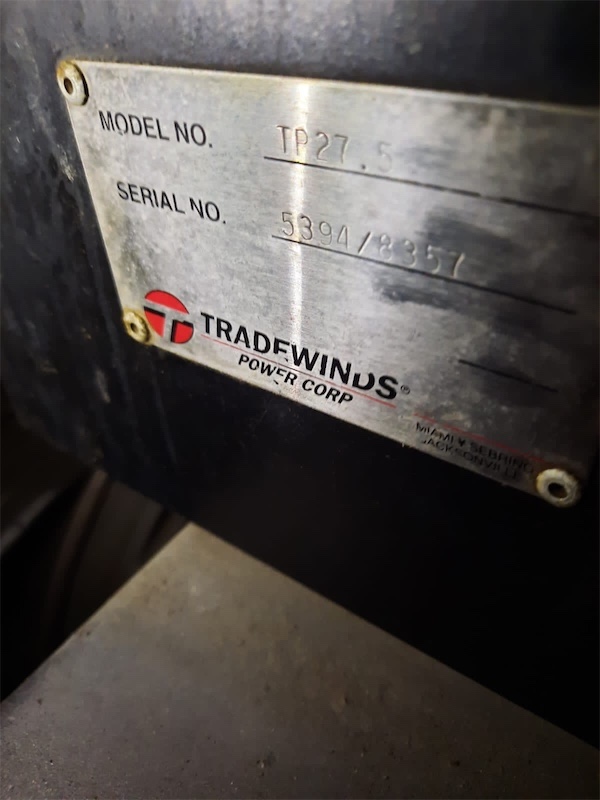 MODEL NO. TP27.5
SERIAL NO. 5394/8357
T TRADEWINDS®
POWER CORP
MIAMI • SEBRING
JACKSONVILLE